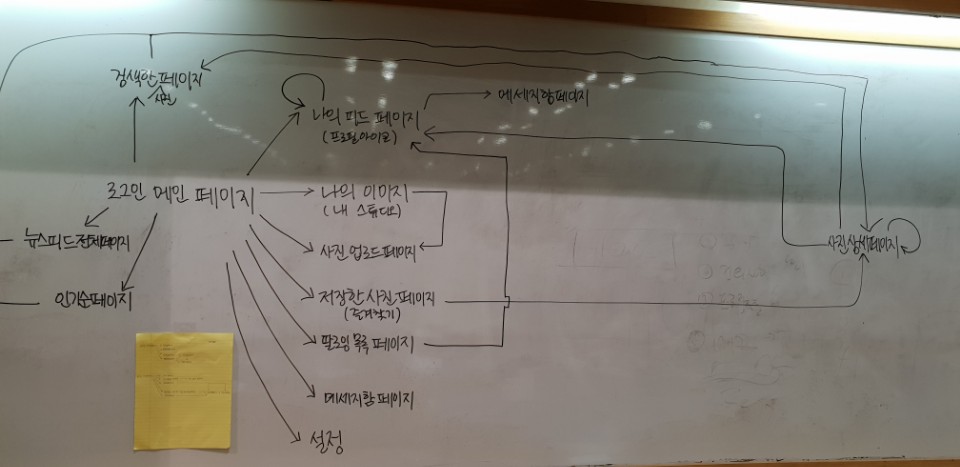 검색한 페이지
사진
나의 피드 페이지
(프로필아이콘)
메세지함페이지
로그인 메인 페이지
나의 이미지
(내 스튜디오)
뉴스피드전체페이지
사진 업로드페이지
사진상세페이지
인기순페이지
저장한 사진 페이지
(즐겨찾기)
팔로잉 목록 페이지
메세지함 페이지
설정